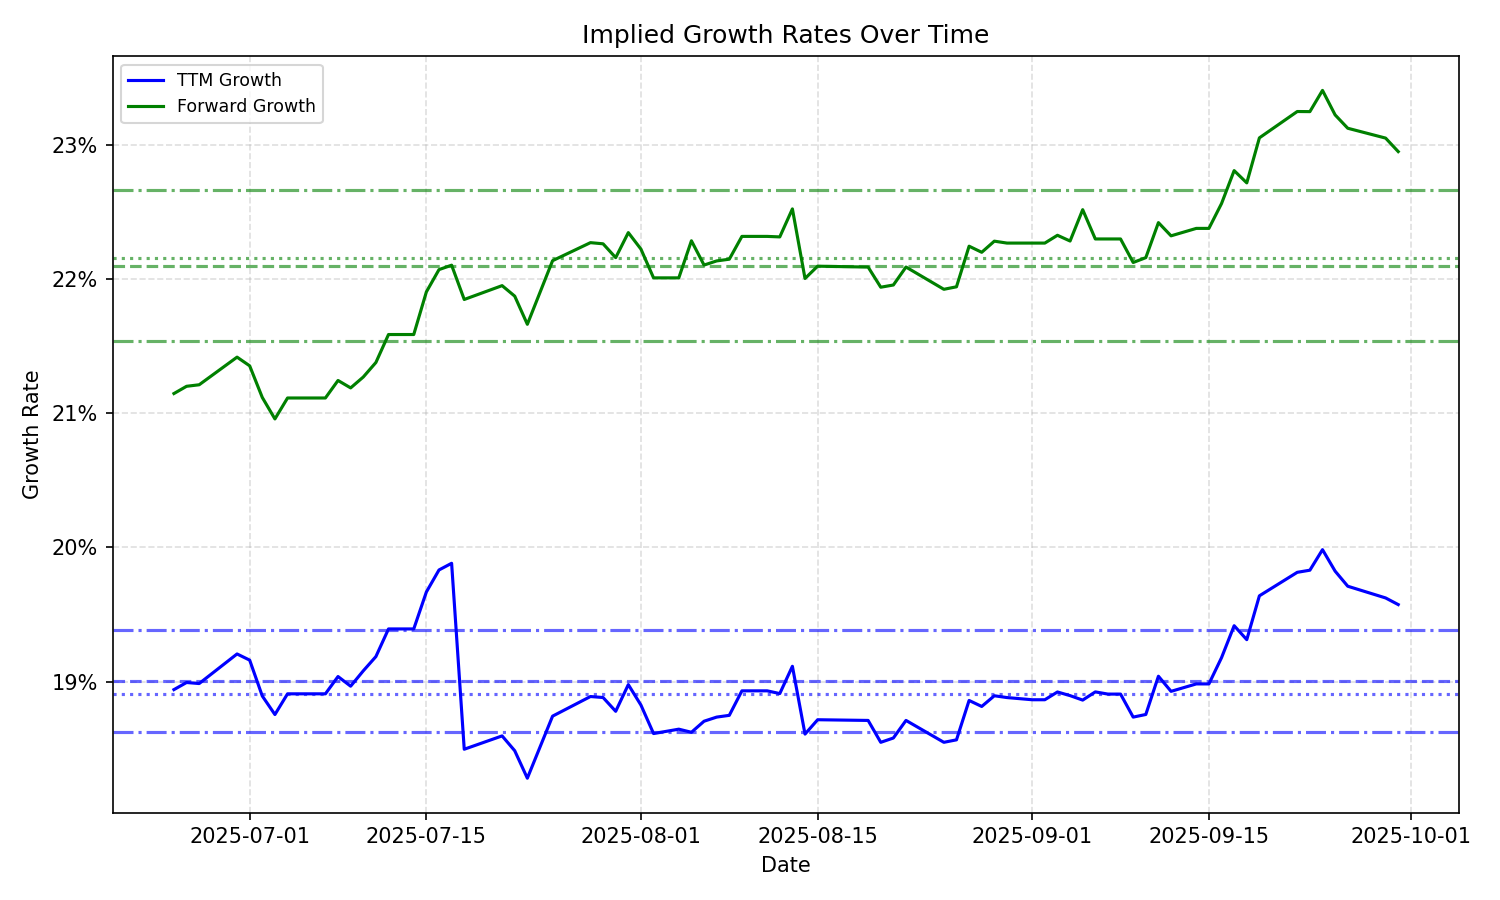 Implied Growth Rates Over Time
TTM Growth
Forward Growth
23%
22%
21%
20%
19%
Growth Rate
2025-07-01
2025-07-15
2025-08-01
2025-08-15
2025-09-01
2025-09-15
2025-10-01
Date